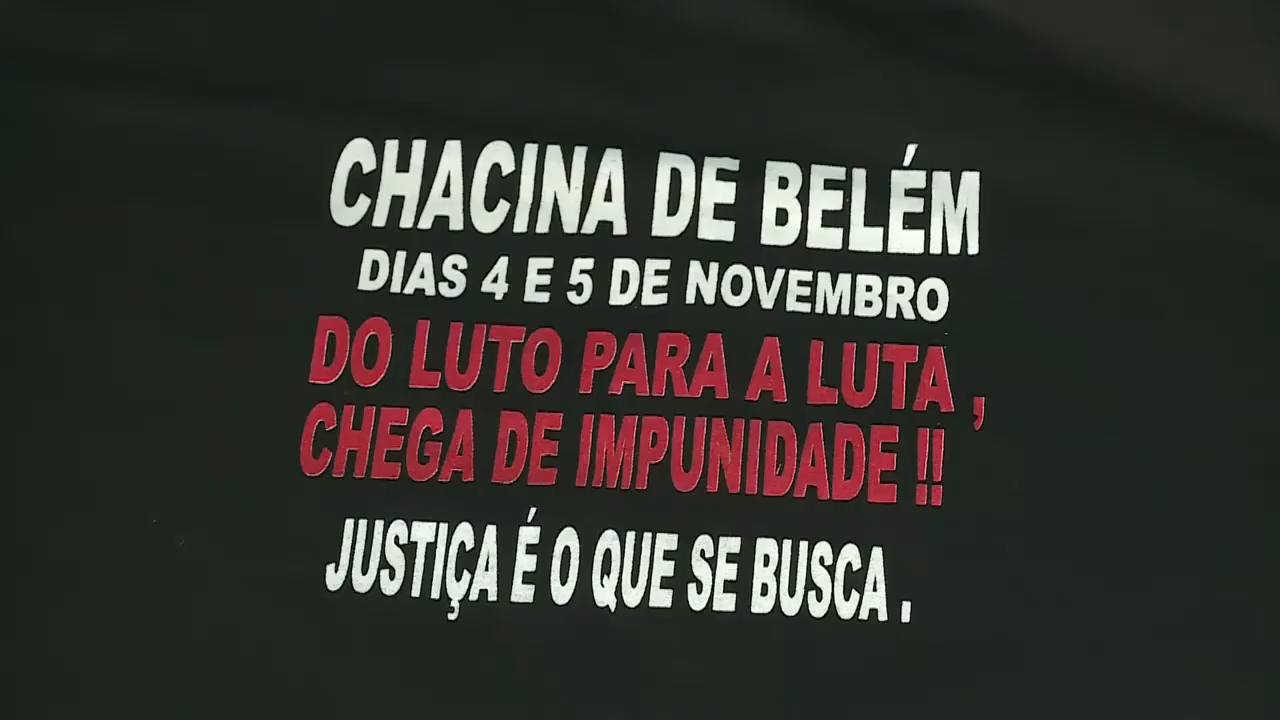 CHACINA DE BELÉM
DIAS 4 E 5 DE NOVEMBRO
DO LUTO PARA A LUTA ,
CHEGA DE IMPUNIDADE !!
JUSTIÇA É O QUE SE BUSCA .